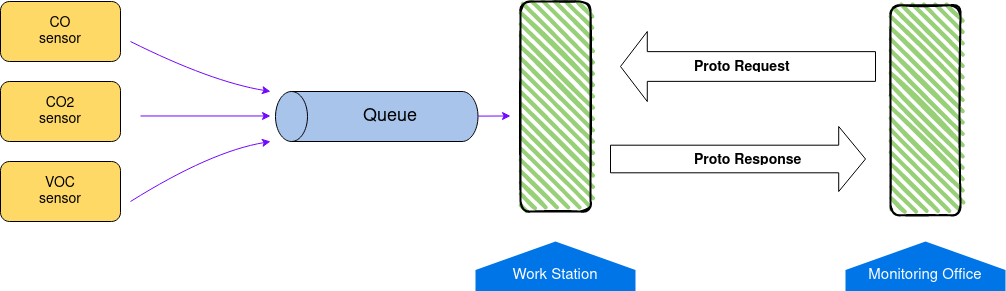 CO
sensor
CO2
sensor
VOC
sensor
Queue
Proto Request
Proto Response
Work Station
Monitoring Office